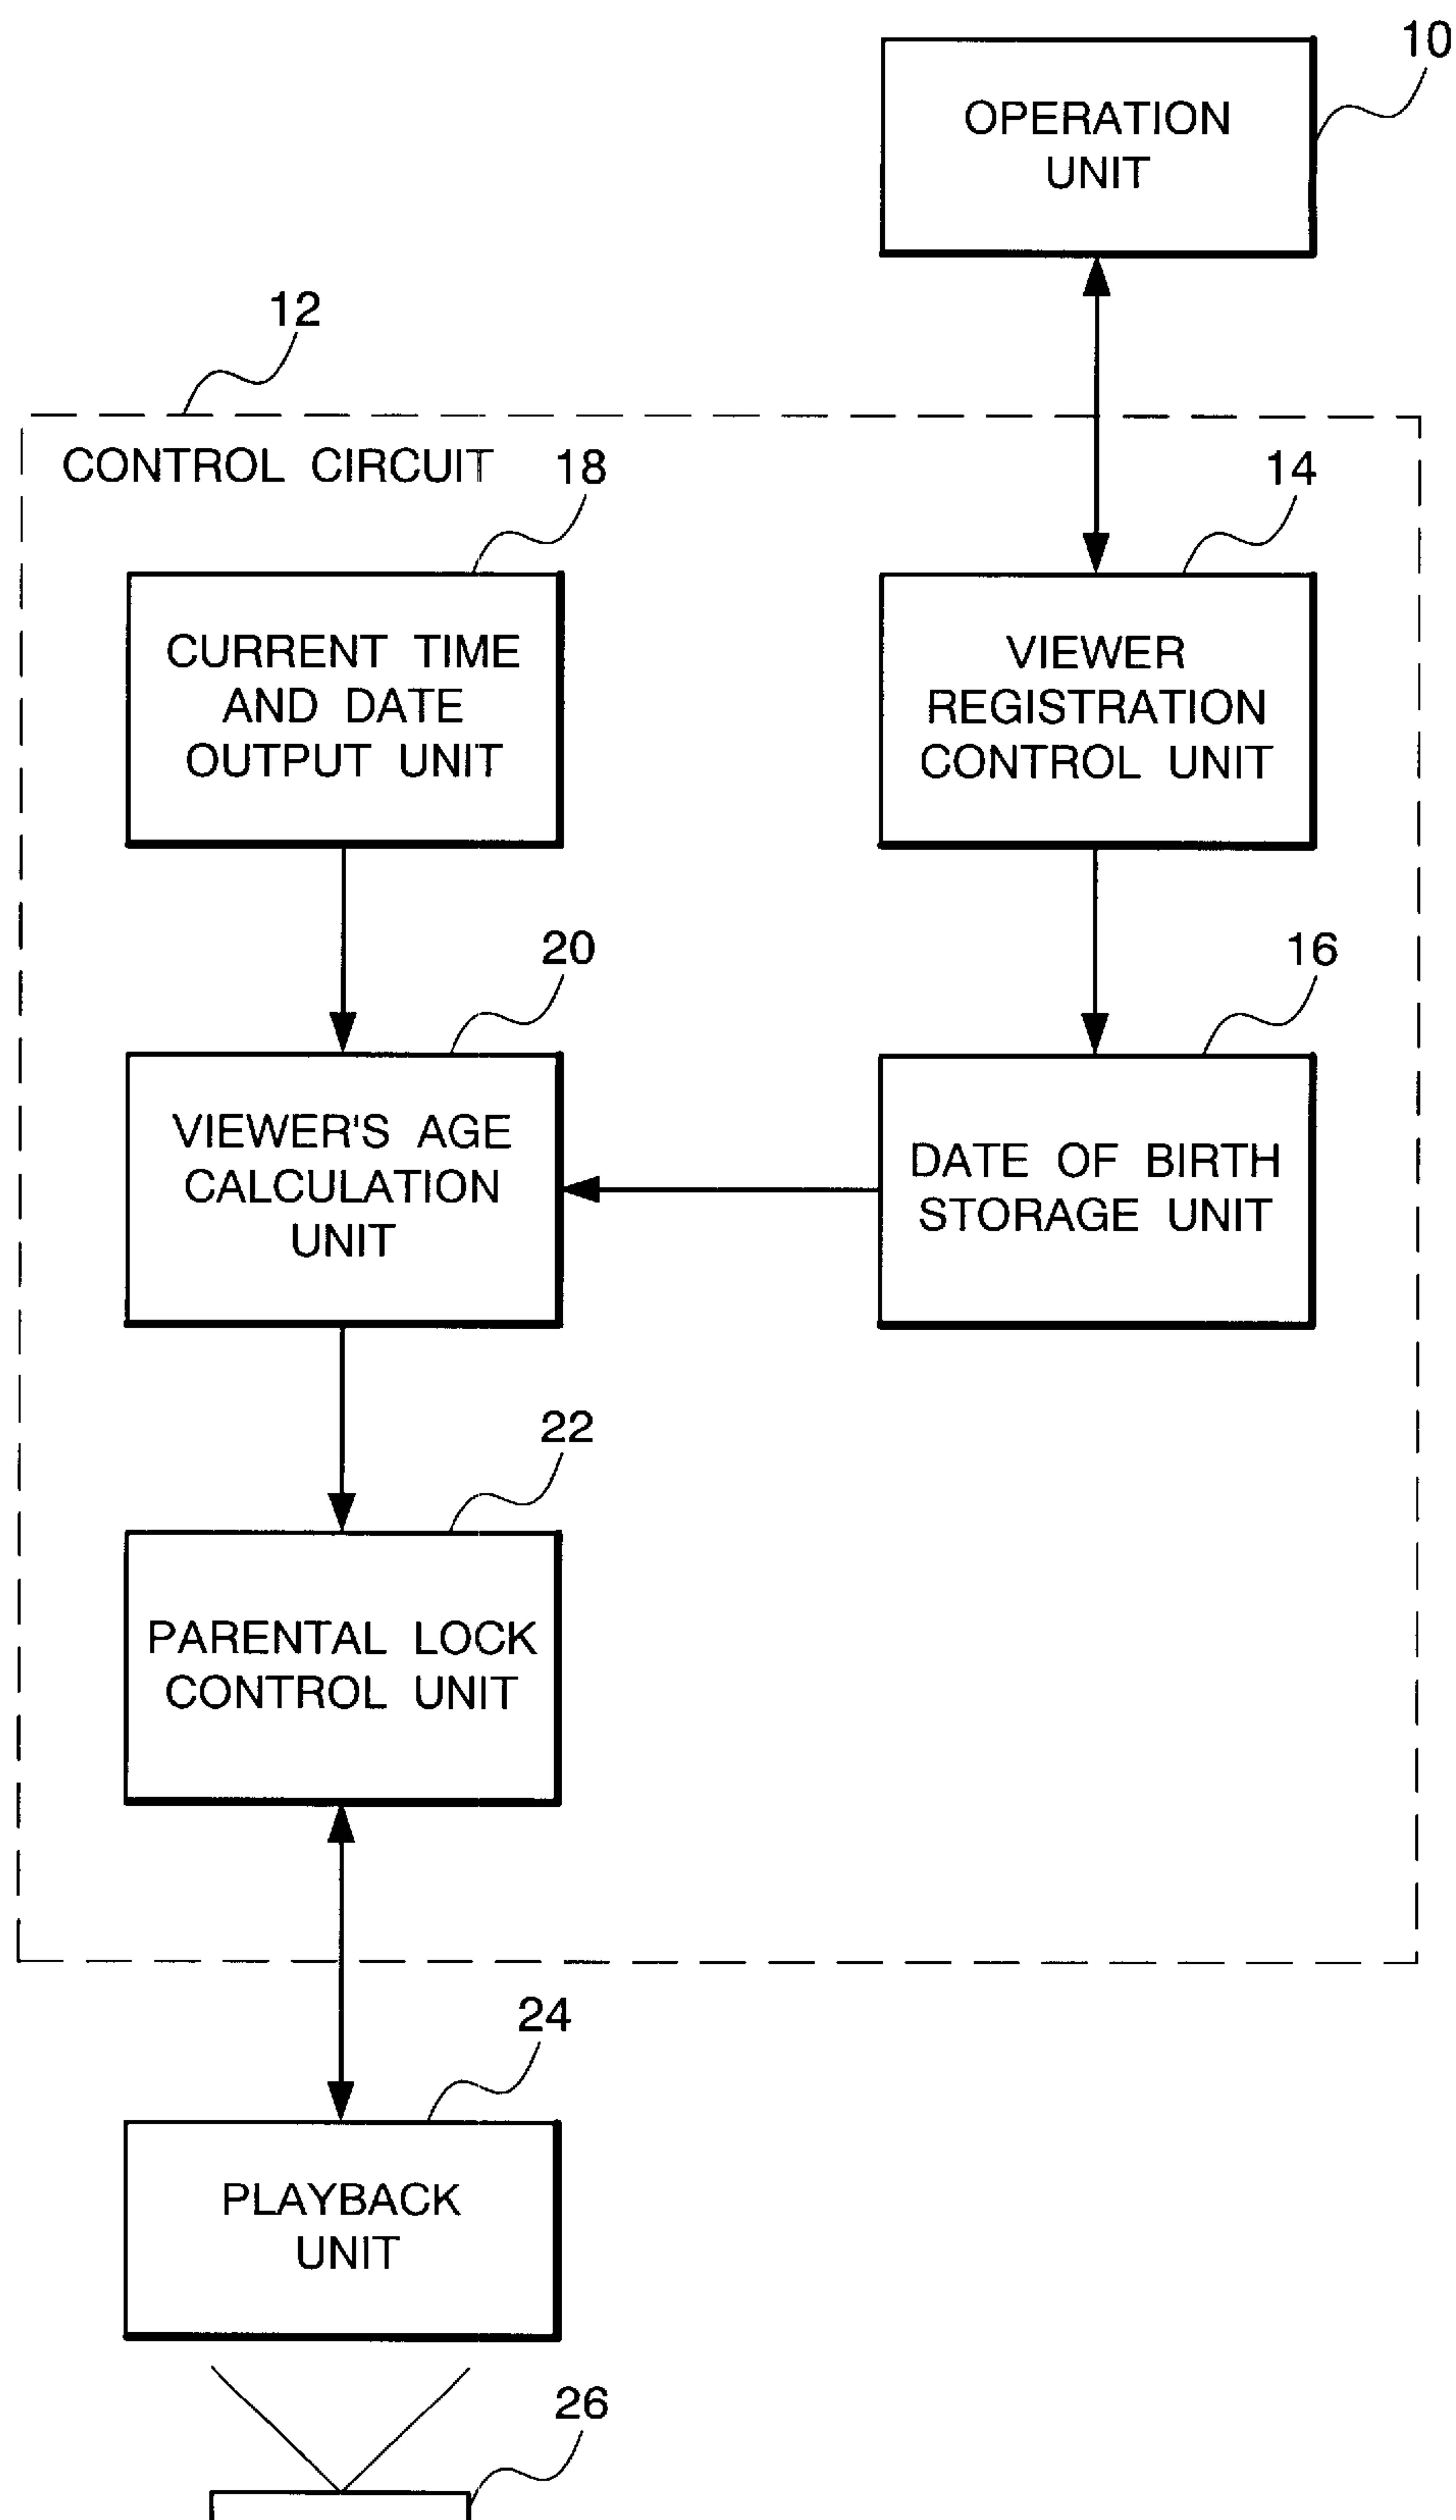 10
OPERATION
UNIT
12
CONTROL CIRCUIT
18
14
CURRENT TIME
AND DATE
OUTPUT UNIT
VIEWER
REGISTRATION
CONTROL UNIT
20
16
VIEWER'S AGE
CALCULATION
UNIT
DATE OF BIRTH
STORAGE UNIT
22
PARENTAL LOCK
CONTROL UNIT
24
PLAYBACK
UNIT
26